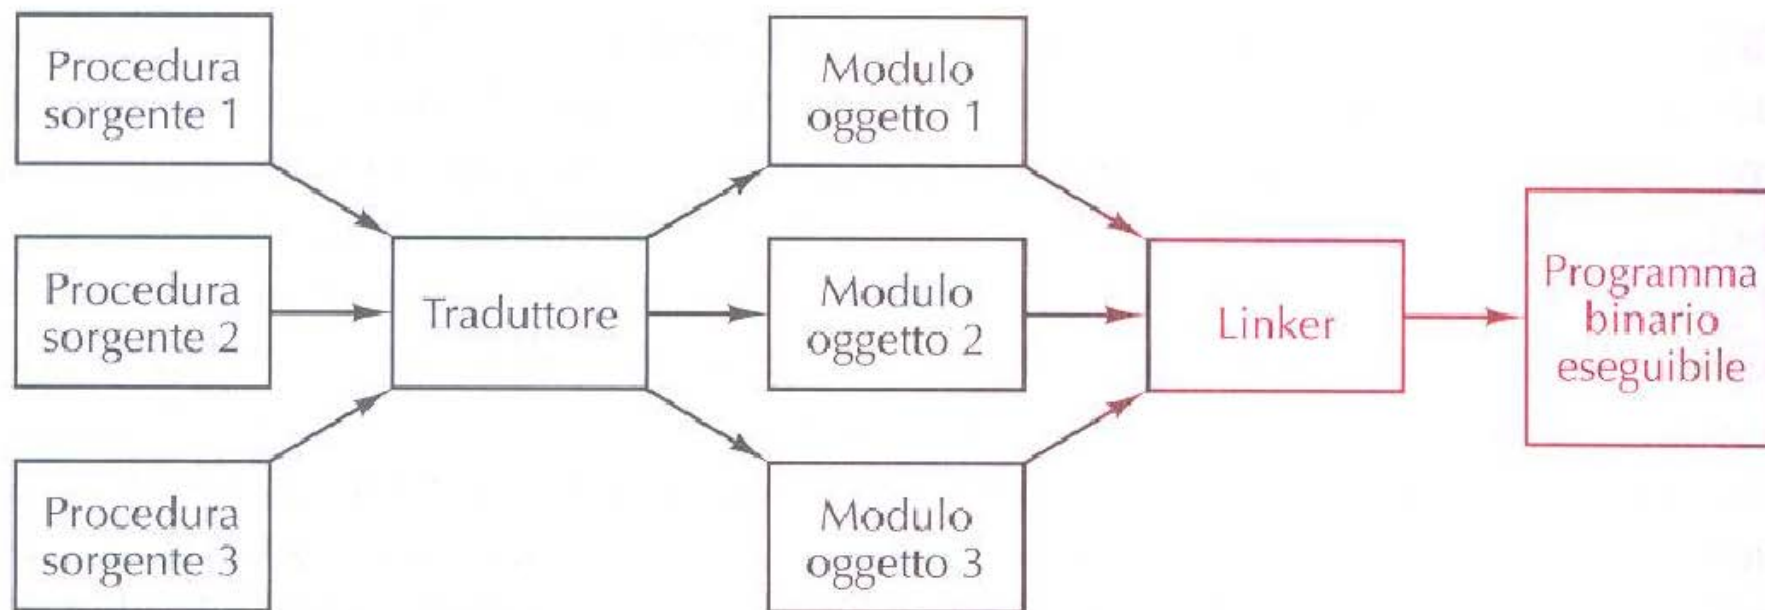 Procedura
sorgente 1
Procedura
sorgente 2
Procedura
sorgente 3
Traduttore
Modulo
oggetto 1
Modulo
oggetto 2
Modulo
oggetto 3
Linker
Programma
binario
eseguibile